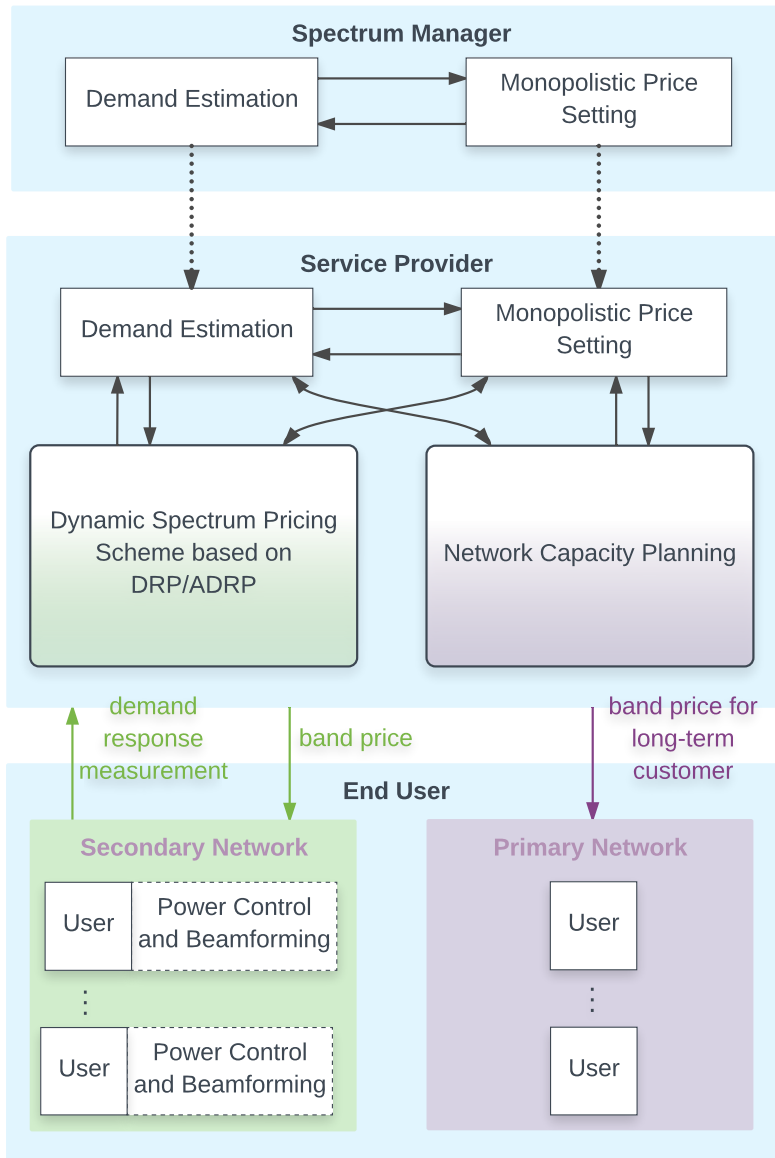 Spectrum Manager
Demand Estimation
Monopolistic Price
Setting
Service Provider
Demand Estimation
Monopolistic Price
Setting
Dynamic Spectrum Pricing
Scheme based on
DRP/ADRP
Network Capacity Planning
demand
response
measurement
band price
band price for
long-term
customer
End User
Secondary Network
Primary Network
User
Power Control
and Beamforming
User
User
Power Control
and Beamforming
User